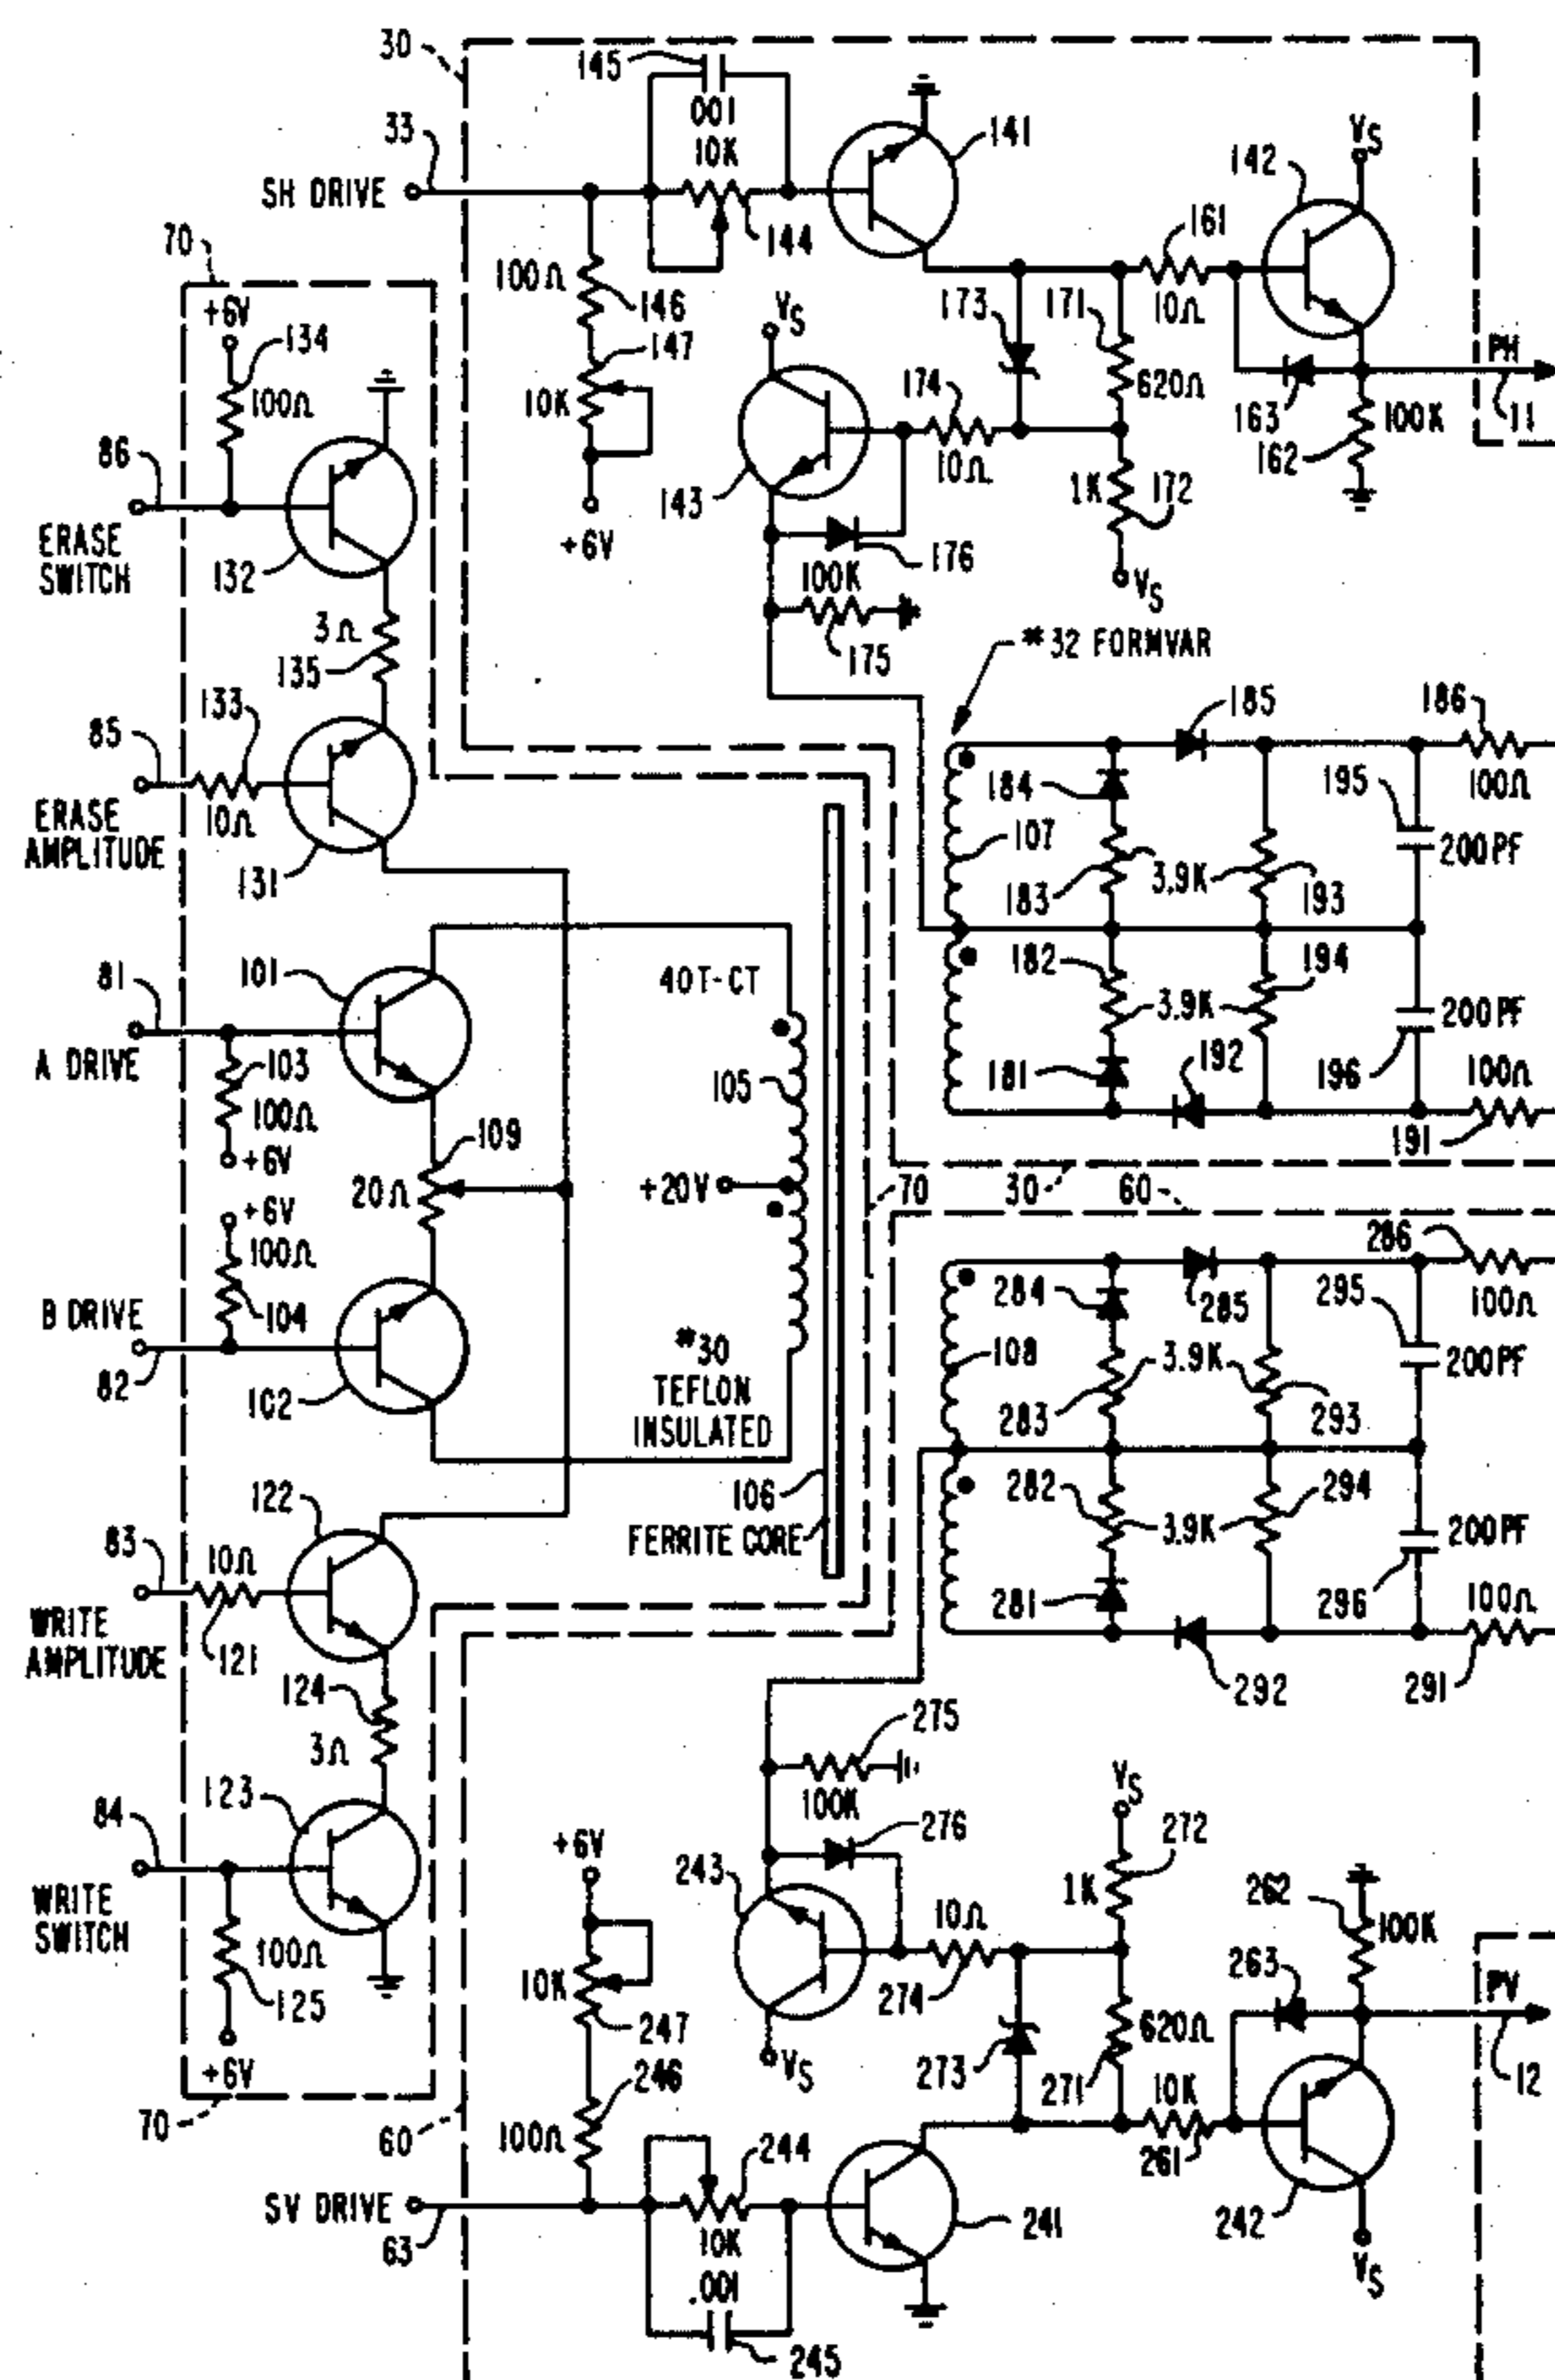 30
145
001
10K
33
SH DRIVE
144
141
142
VS
161
10Ω
100Ω
146
147
10K
+6V
VS
173
171
620Ω
163
162
100K
PH
11
174
10Ω
143
1K
172
176
VS
100K
175
#32 FORMVAR
70
+6V
134
100Ω
86
ERASE
SWITCH
132
3Ω
135
133
85
10Ω
ERASE
AMPLITUDE
131
185
186
184
195
100Ω
107
3.9K
200PF
183
193
182
194
3.9K
200PF
181
192
196
100Ω
191
81
101
40T-CT
A DRIVE
103
100Ω
+6V
105
109
20Ω
+20V
70
30
60
+6V
100Ω
B DRIVE
104
82
102
#30
TEFLON
INSULATED
106
FERRITE CORE
286
284
285
295
100Ω
108
3.9K
200PF
283
293
282
294
3.9K
200PF
281
296
100Ω
292
291
122
83
10Ω
WRITE
AMPLITUDE
121
124
3Ω
84
123
WRITE
SWITCH
100Ω
125
+6V
70
60
275
100K
VS
276
272
+6V
243
1K
262
100K
10Ω
263
10K
274
PV
247
VS
273
620Ω
271
12
246
10K
100Ω
261
244
SV DRIVE
63
10K
.001
241
242
VS
245